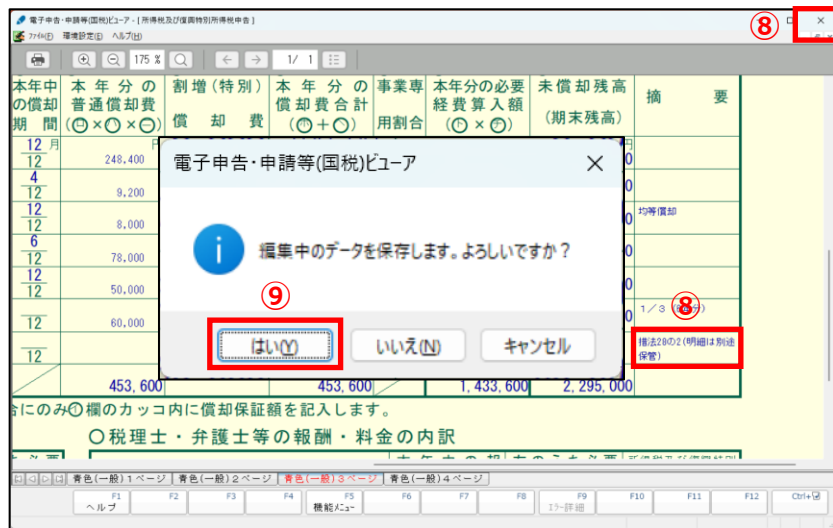 電子申告・申請等(国税)ビューア - [所得税及び復興特別所得税申告]
⑧
ファイル(F) 環境設定(E) ヘルプ(H)
175 %
1/ 1
本年中の償却期間
本年分の普通償却費
割増(特別)償却費
本年分の償却費合計
事業専用割合
本年分の必要経費算入額
未償却残高(期末残高)
摘要
12月
12
248,400
4
12
9,200
12
12
8,000
均等償却
6
12
78,000
12
12
50,000
12
60,000
1/3
⑧
12
措法28の2(明細は別途保管)
453,600 453,600 1,433,600 2,295,000
電子申告・申請等(国税)ビューア
編集中のデータを保存します。よろしいですか?
⑨
はい(Y) いいえ(N) キャンセル
合にのみ 欄のカッコ内に償却保証額を記入します。
○税理士・弁護士等の報酬・料金の内訳
青色(一般)1ページ 青色(一般)2ページ 青色(一般)3ページ 青色(一般)4ページ
F1 F2 F3 F4 F5 F6 F7 F8 F9 F10 F11 F12 Ctrl+
ヘルプ 機能メニュー エラー詳細